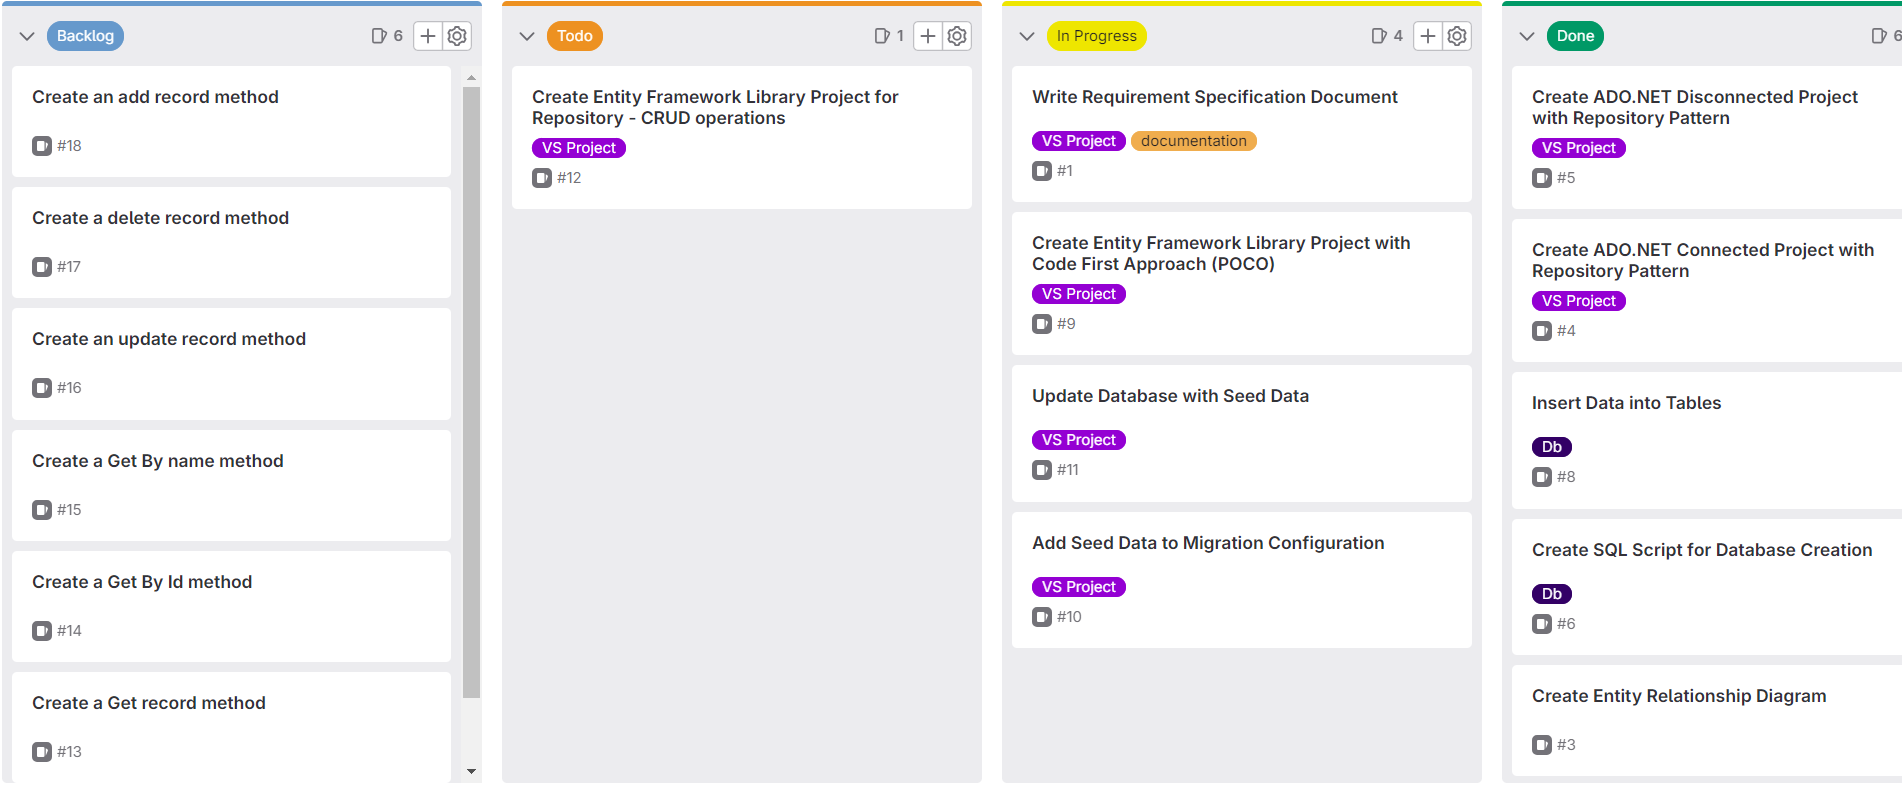 Backlog
6
Create an add record method
#18
Create a delete record method
#17
Create an update record method
#16
Create a Get By name method
#15
Create a Get By Id method
#14
Create a Get record method
#13
Todo
1
Create Entity Framework Library Project for
Repository - CRUD operations
VS Project
#12
In Progress
4
Write Requirement Specification Document
VS Project documentation
#1
Create Entity Framework Library Project with
Code First Approach (POCO)
VS Project
#9
Update Database with Seed Data
VS Project
#11
Add Seed Data to Migration Configuration
VS Project
#10
Done
6
Create ADO.NET Disconnected Project
with Repository Pattern
VS Project
#5
Create ADO.NET Connected Project with
Repository Pattern
VS Project
#4
Insert Data into Tables
Db
#8
Create SQL Script for Database Creation
Db
#6
Create Entity Relationship Diagram
#3